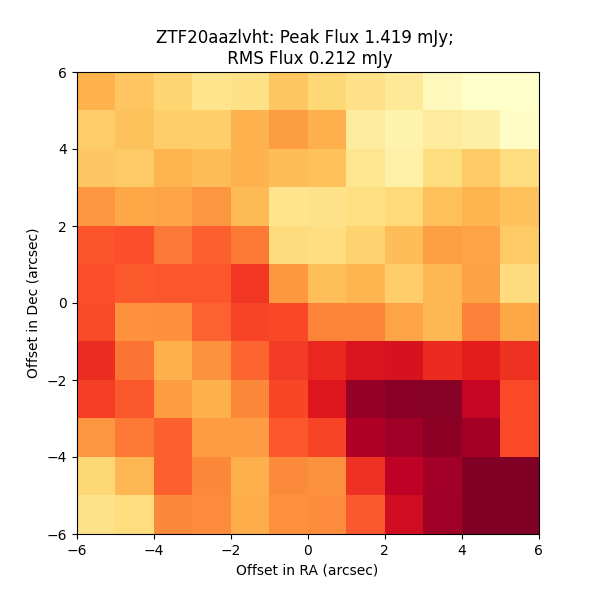 ZTF20aazlvht: Peak Flux 1.419 mJy;
RMS Flux 0.212 mJy
6
4
2
0
−2
−4
−6
Offset in Dec (arcsec)
−6 −4 −2 0 2 4 6
Offset in RA (arcsec)